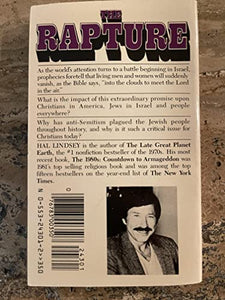 THE
RAPTURE
As the world's attention turns to a battle beginning in Israel,
prophecies foretell that living men and women will suddenly
vanish, as the Bible says, "into the clouds to meet the Lord in
the air."
What is the impact of this extraordinary promise upon
Christians in America, Jews in Israel and people
everywhere?
Why has anti-Semitism plagued the Jewish people
throughout history, and why is it such a critical issue for
Christians today?
HAL LINDSEY is the author of The Late Great Planet
Earth, the #1 nonfiction bestseller of the 1970s. His most
recent book, The 1980s: Countdown to Armageddon was
1981's top selling religious book and was among the top
fifteen bestsellers on the year-end list of The New York
Times.
N 0-553-24301-2>>350
24301